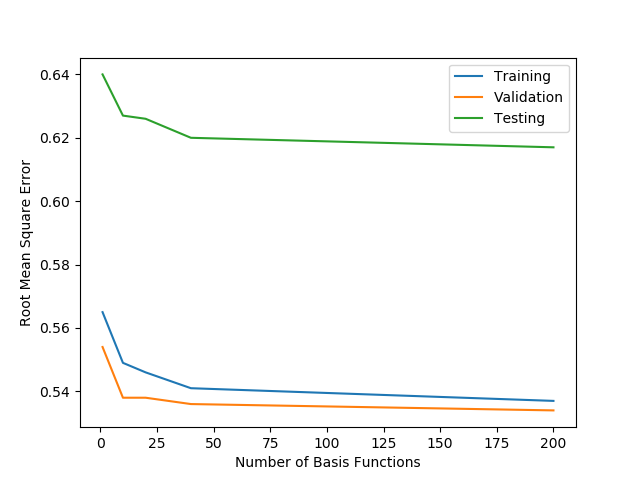 Training
Validation
Testing
0.64
0.62
0.60
0.58
0.56
0.54
Root Mean Square Error
0 25 50 75 100 125 150 175 200
Number of Basis Functions